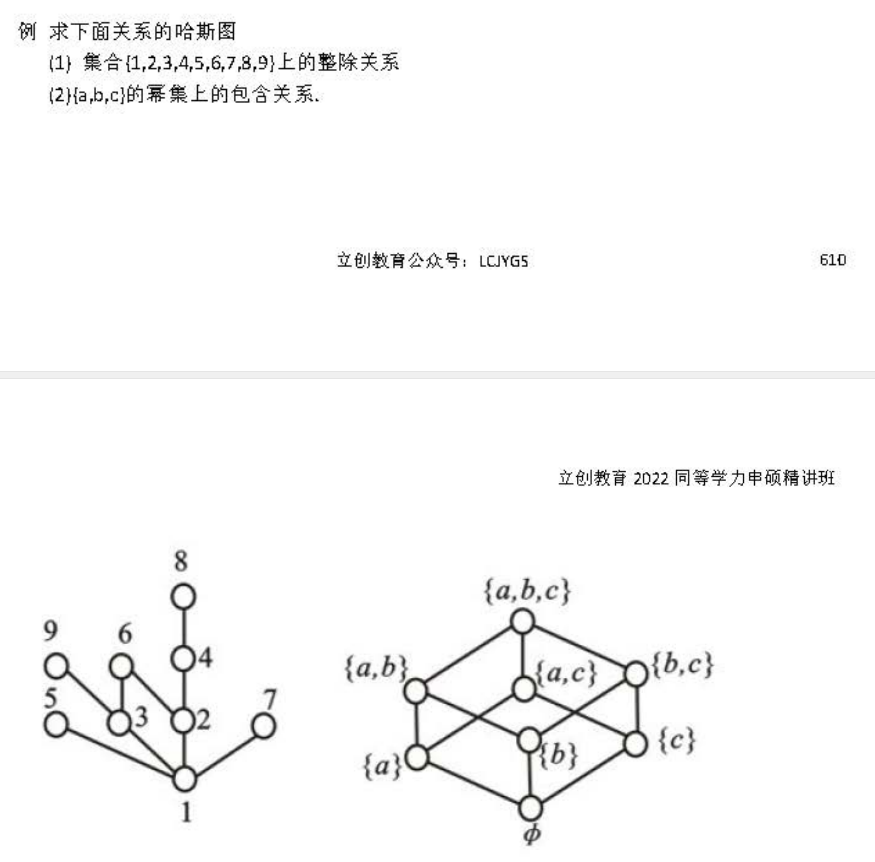 例 求下面关系的哈斯图
(1) 集合{1,2,3,4,5,6,7,8,9}上的整除关系
(2){a,b,c}的幂集上的包含关系.
立创教育公众号：LCJYGS
610
立创教育 2022 同等学力申硕精讲班
8
9
6
4
5
3
2
7
1
{a,b,c}
{a,b}
{a,c}
{b,c}
{a}
{b}
{c}
ϕ